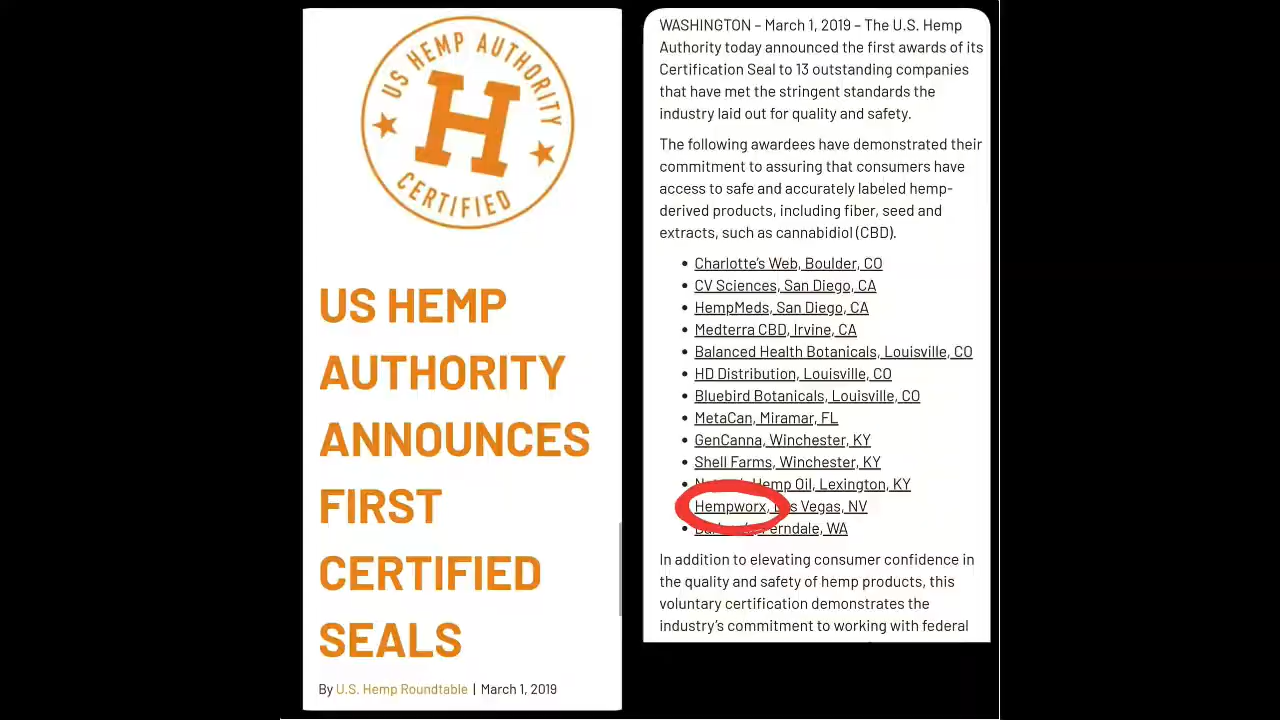 US HEMP AUTHORITY
H
CERTIFIED
US HEMP
AUTHORITY
ANNOUNCES
FIRST
CERTIFIED
SEALS
By U.S. Hemp Roundtable | March 1, 2019
WASHINGTON – March 1, 2019 – The U.S. Hemp
Authority today announced the first awards of its
Certification Seal to 13 outstanding companies
that have met the stringent standards the
industry laid out for quality and safety.
The following awardees have demonstrated their
commitment to assuring that consumers have
access to safe and accurately labeled hemp-
derived products, including fiber, seed and
extracts, such as cannabidiol (CBD).
• Charlotte's Web, Boulder, CO
• CV Sciences, San Diego, CA
• HempMeds, San Diego, CA
• Medterra CBD, Irvine, CA
• Balanced Health Botanicals, Louisville, CO
• HD Distribution, Louisville, CO
• Bluebird Botanicals, Louisville, CO
• MetaCan, Miramar, FL
• GenCanna, Winchester, KY
• Shell Farms, Winchester, KY
• Hemp Oil, Lexington, KY
• Hempworx, Las Vegas, NV
• Ferndale, WA
In addition to elevating consumer confidence in
the quality and safety of hemp products, this
voluntary certification demonstrates the
industry's commitment to working with federal